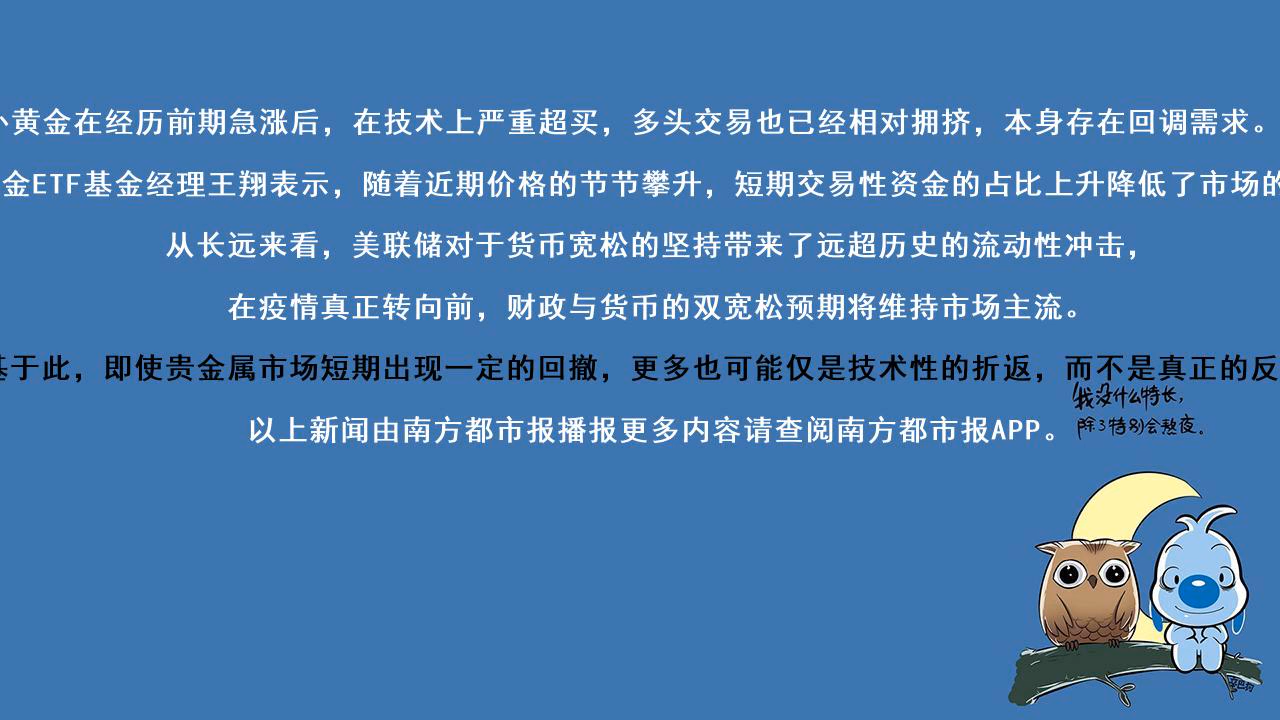 黄金在经历前期急涨后，在技术上严重超买，多头交易也已经相对拥挤，本身存在回调需求。
金ETF基金经理王翔表示，随着近期价格的节节攀升，短期交易性资金的占比上升降低了市场的
从长远来看，美联储对于货币宽松的坚持带来了远超历史的流动性冲击，
在疫情真正转向前，财政与货币的双宽松预期将维持市场主流。
基于此，即使贵金属市场短期出现一定的回撤，更多也可能仅是技术性的折返，而不是真正的反
我没什么特长，
除了特别会熬夜。
以上新闻由南方都市报播报更多内容请查阅南方都市报APP。